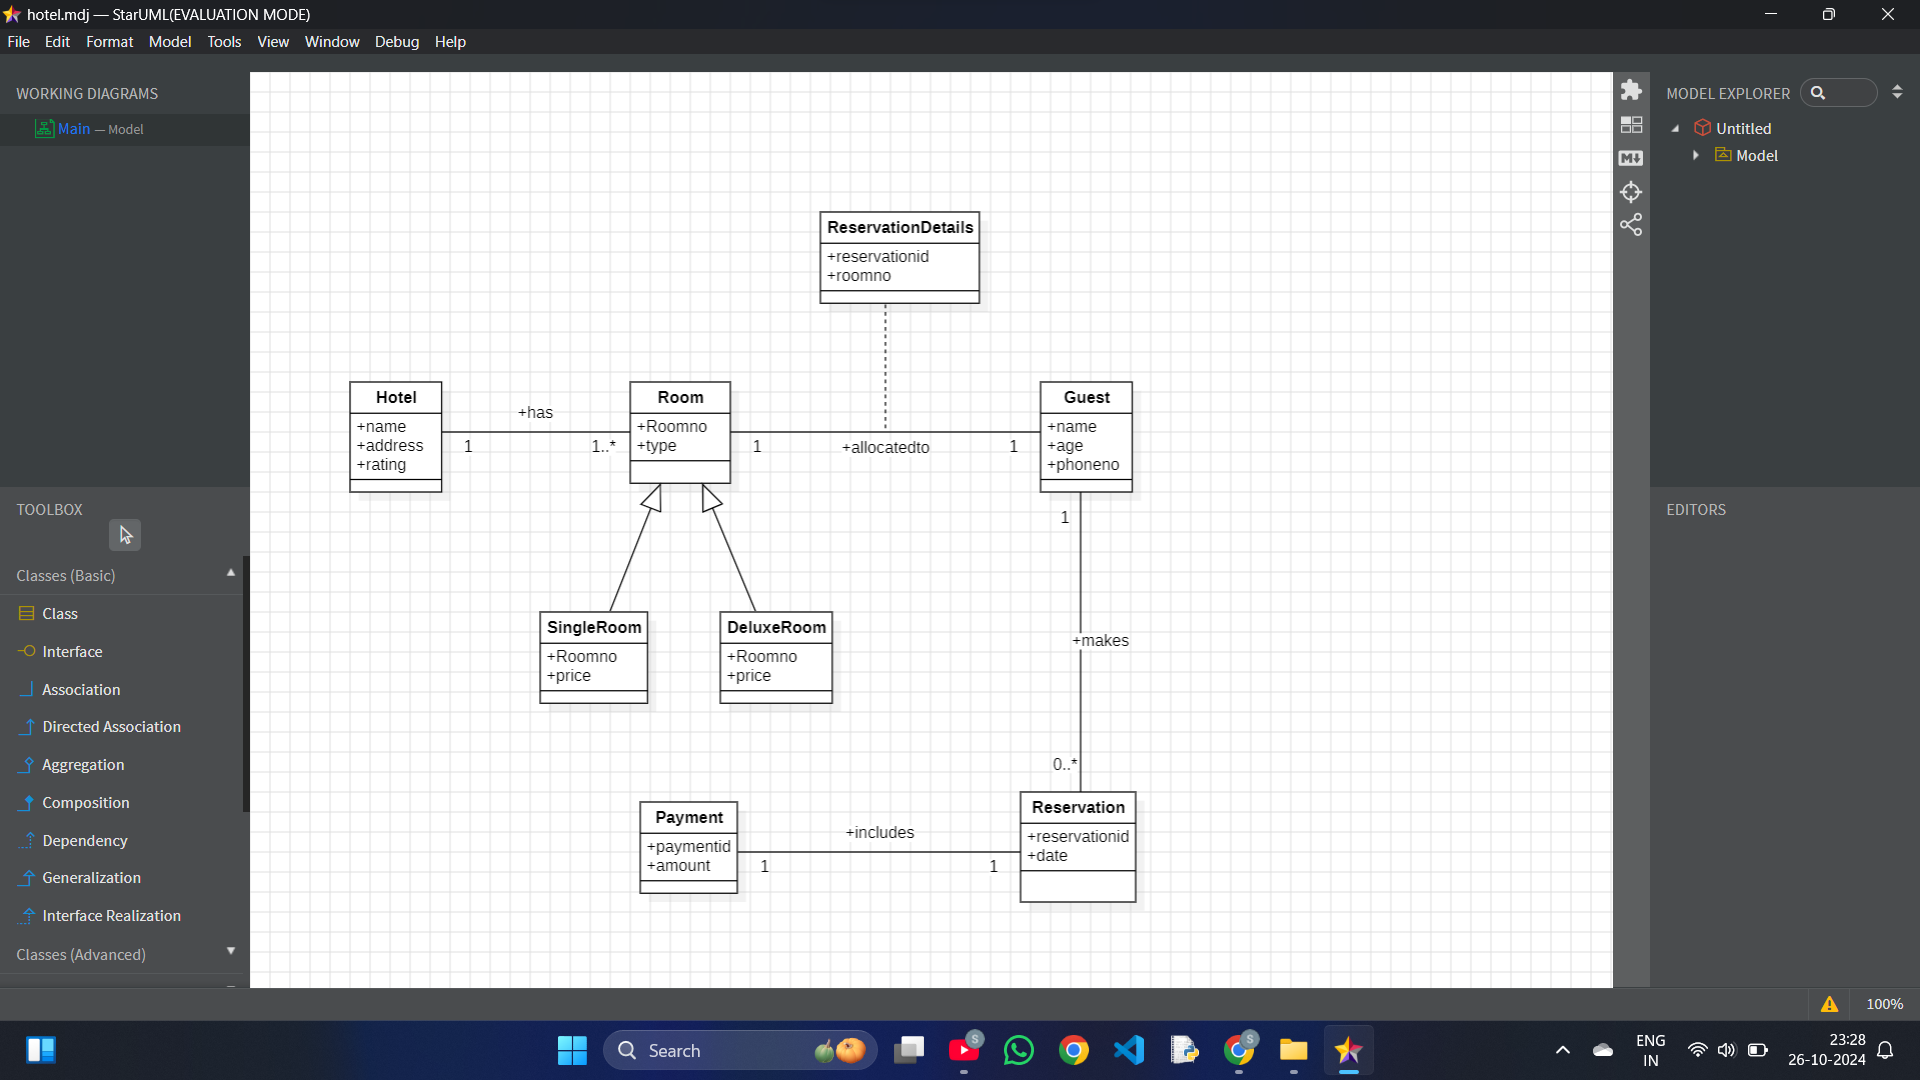 hotel.mdj — StarUML(EVALUATION MODE)
File Edit Format Model Tools View Window Debug Help
WORKING DIAGRAMS
Main — Model
TOOLBOX
Classes (Basic)
Class
Interface
Association
Directed Association
Aggregation
Composition
Dependency
Generalization
Interface Realization
Classes (Advanced)
ReservationDetails
+reservationid
+roomno
Hotel
+name
+address
+rating
+has
1
1..*
Room
+Roomno
+type
1
+allocatedto
1
Guest
+name
+age
+phoneno
1
+makes
0..*
SingleRoom
+Roomno
+price
DeluxeRoom
+Roomno
+price
Payment
+paymentid
+amount
+includes
1
1
Reservation
+reservationid
+date
MODEL EXPLORER
Untitled
Model
EDITORS
100%
Search
S
S
ENG
IN
23:28
26-10-2024